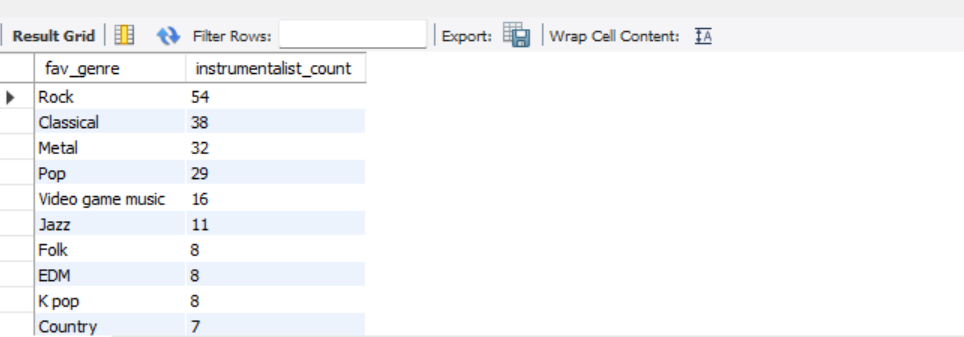 Result Grid Filter Rows: Export: Wrap Cell Content: IA
fav_genre instrumentalist_count
Rock 54
Classical 38
Metal 32
Pop 29
Video game music 16
Jazz 11
Folk 8
EDM 8
K pop 8
Country 7